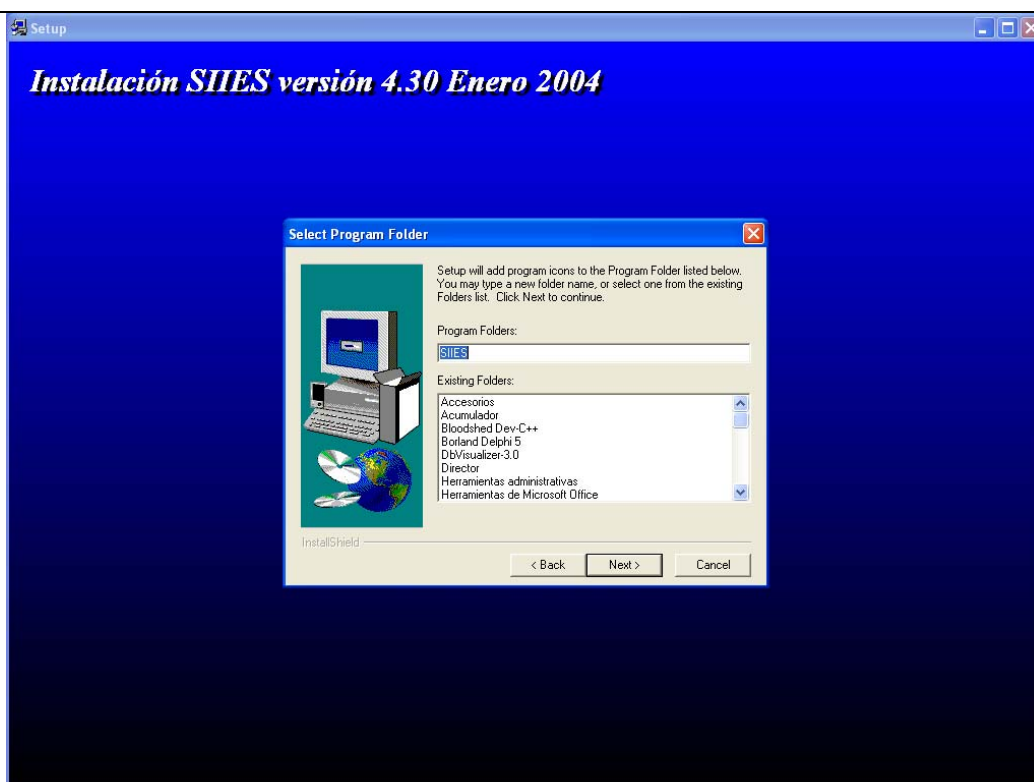 Setup
Instalación SIIES versión 4.30 Enero 2004
Select Program Folder
Setup will add program icons to the Program Folder listed below.
You may type a new folder name, or select one from the existing
Folders list. Click Next to continue.
Program Folders:
SIIES
Existing Folders:
Accesorios
Acumulador
Bloodshed Dev-C++
Borland Delphi 5
DbVisualizer-3.0
Director
Herramientas administrativas
Herramientas de Microsoft Office
InstallShield
< Back Next > Cancel